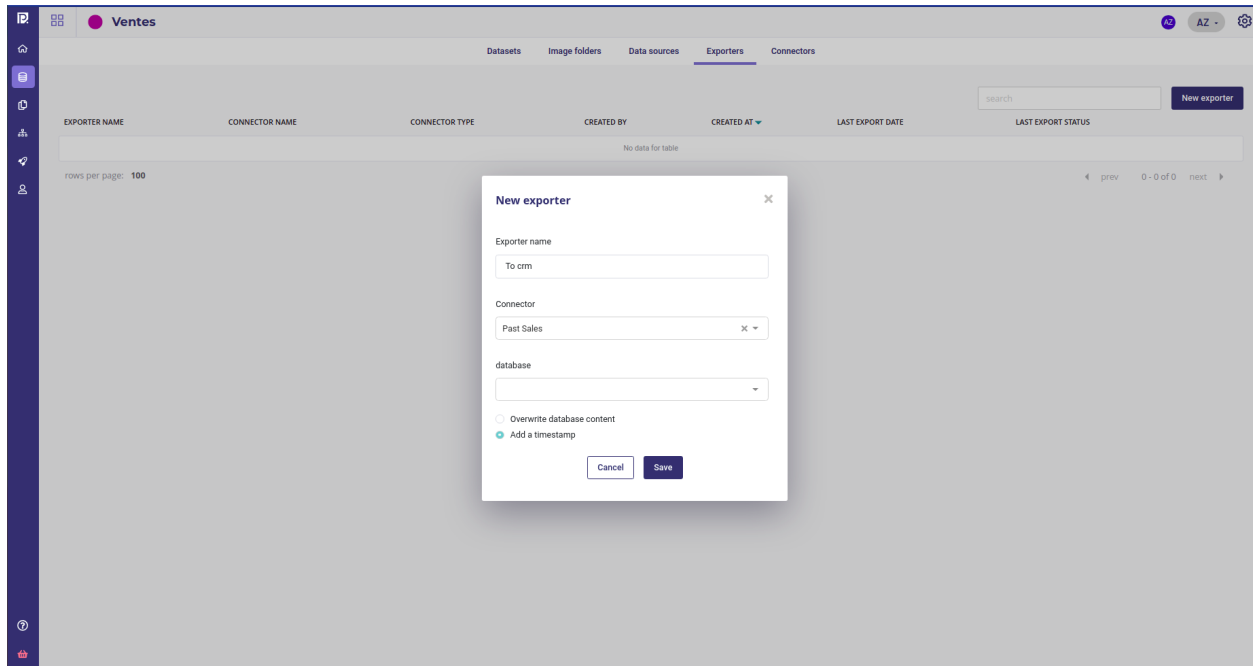 Ventes
AZ
AZ
Datasets Image folders Data sources Exporters Connectors
search
New exporter
EXPORTER NAME CONNECTOR NAME CONNECTOR TYPE CREATED BY CREATED AT LAST EXPORT DATE LAST EXPORT STATUS
No data for table
rows per page: 100
prev 0 - 0 of 0 next
New exporter
Exporter name
To crm
Connector
Past Sales
database
Overwrite database content
Add a timestamp
Cancel Save